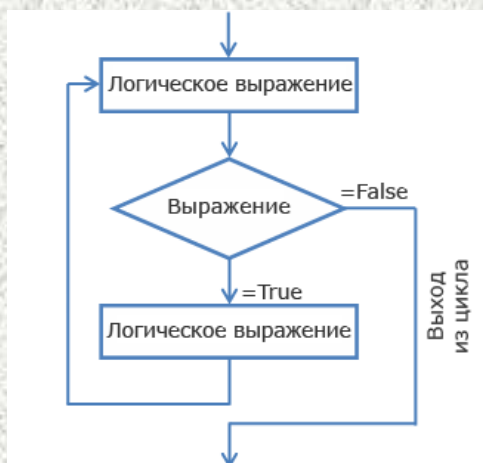 Логическое выражение
Выражение
=False
=True
Логическое выражение
Выход
из цикла